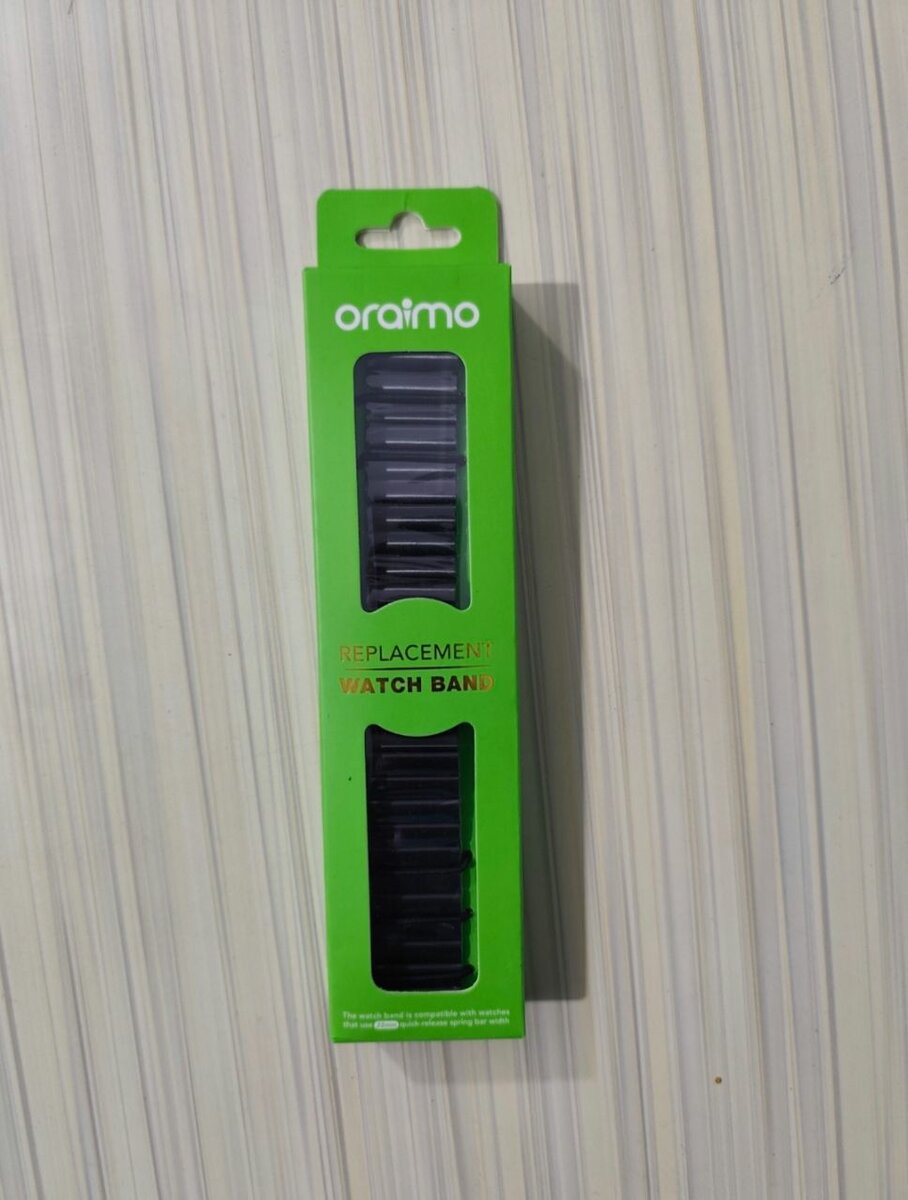 oraimo
REPLACEMENT
WATCH BAND
The watch band is compatible with watches
that use quick release spring bar width